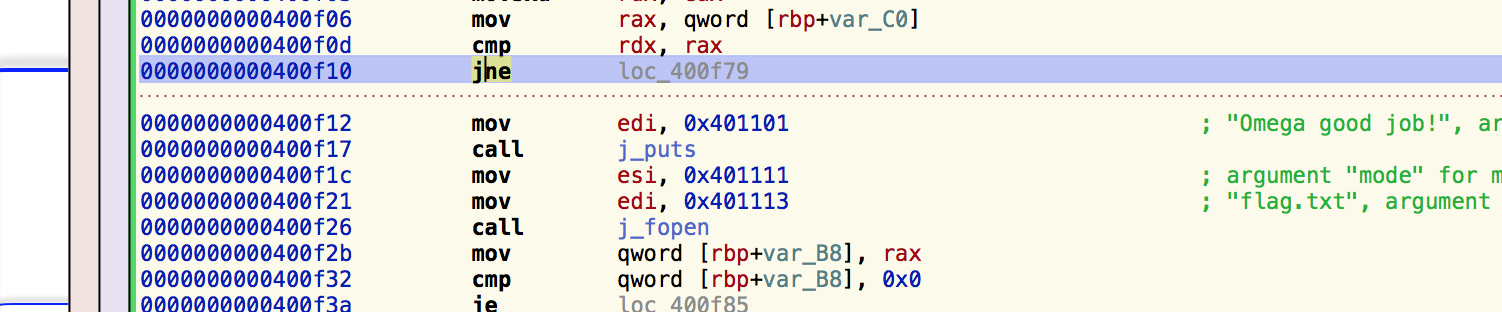 0000000000400f06 mov rax, qword [rbp+var_C0]
0000000000400f0d cmp rdx, rax
0000000000400f10 jne loc_400f79
0000000000400f12 mov edi, 0x401101 ; "Omega good job!", ar
0000000000400f17 call j_puts
0000000000400f1c mov esi, 0x401111 ; argument "mode" for m
0000000000400f21 mov edi, 0x401113 ; "flag.txt", argument
0000000000400f26 call j_fopen
0000000000400f2b mov qword [rbp+var_B8], rax
0000000000400f32 cmp qword [rbp+var_B8], 0x0
0000000000400f3a je loc_400f85